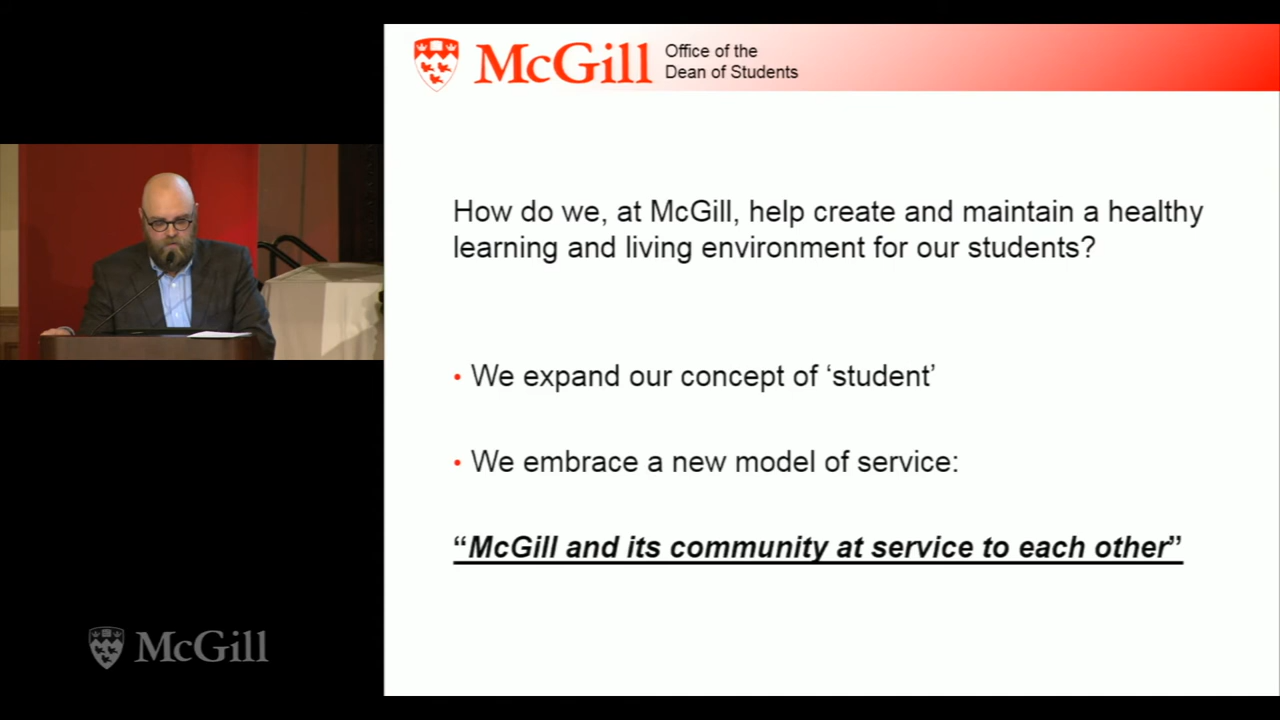 McGill
Office of the
Dean of Students
How do we, at McGill, help create and maintain a healthy
learning and living environment for our students?
• We expand our concept of ‘student’
• We embrace a new model of service:
“McGill and its community at service to each other”
McGill